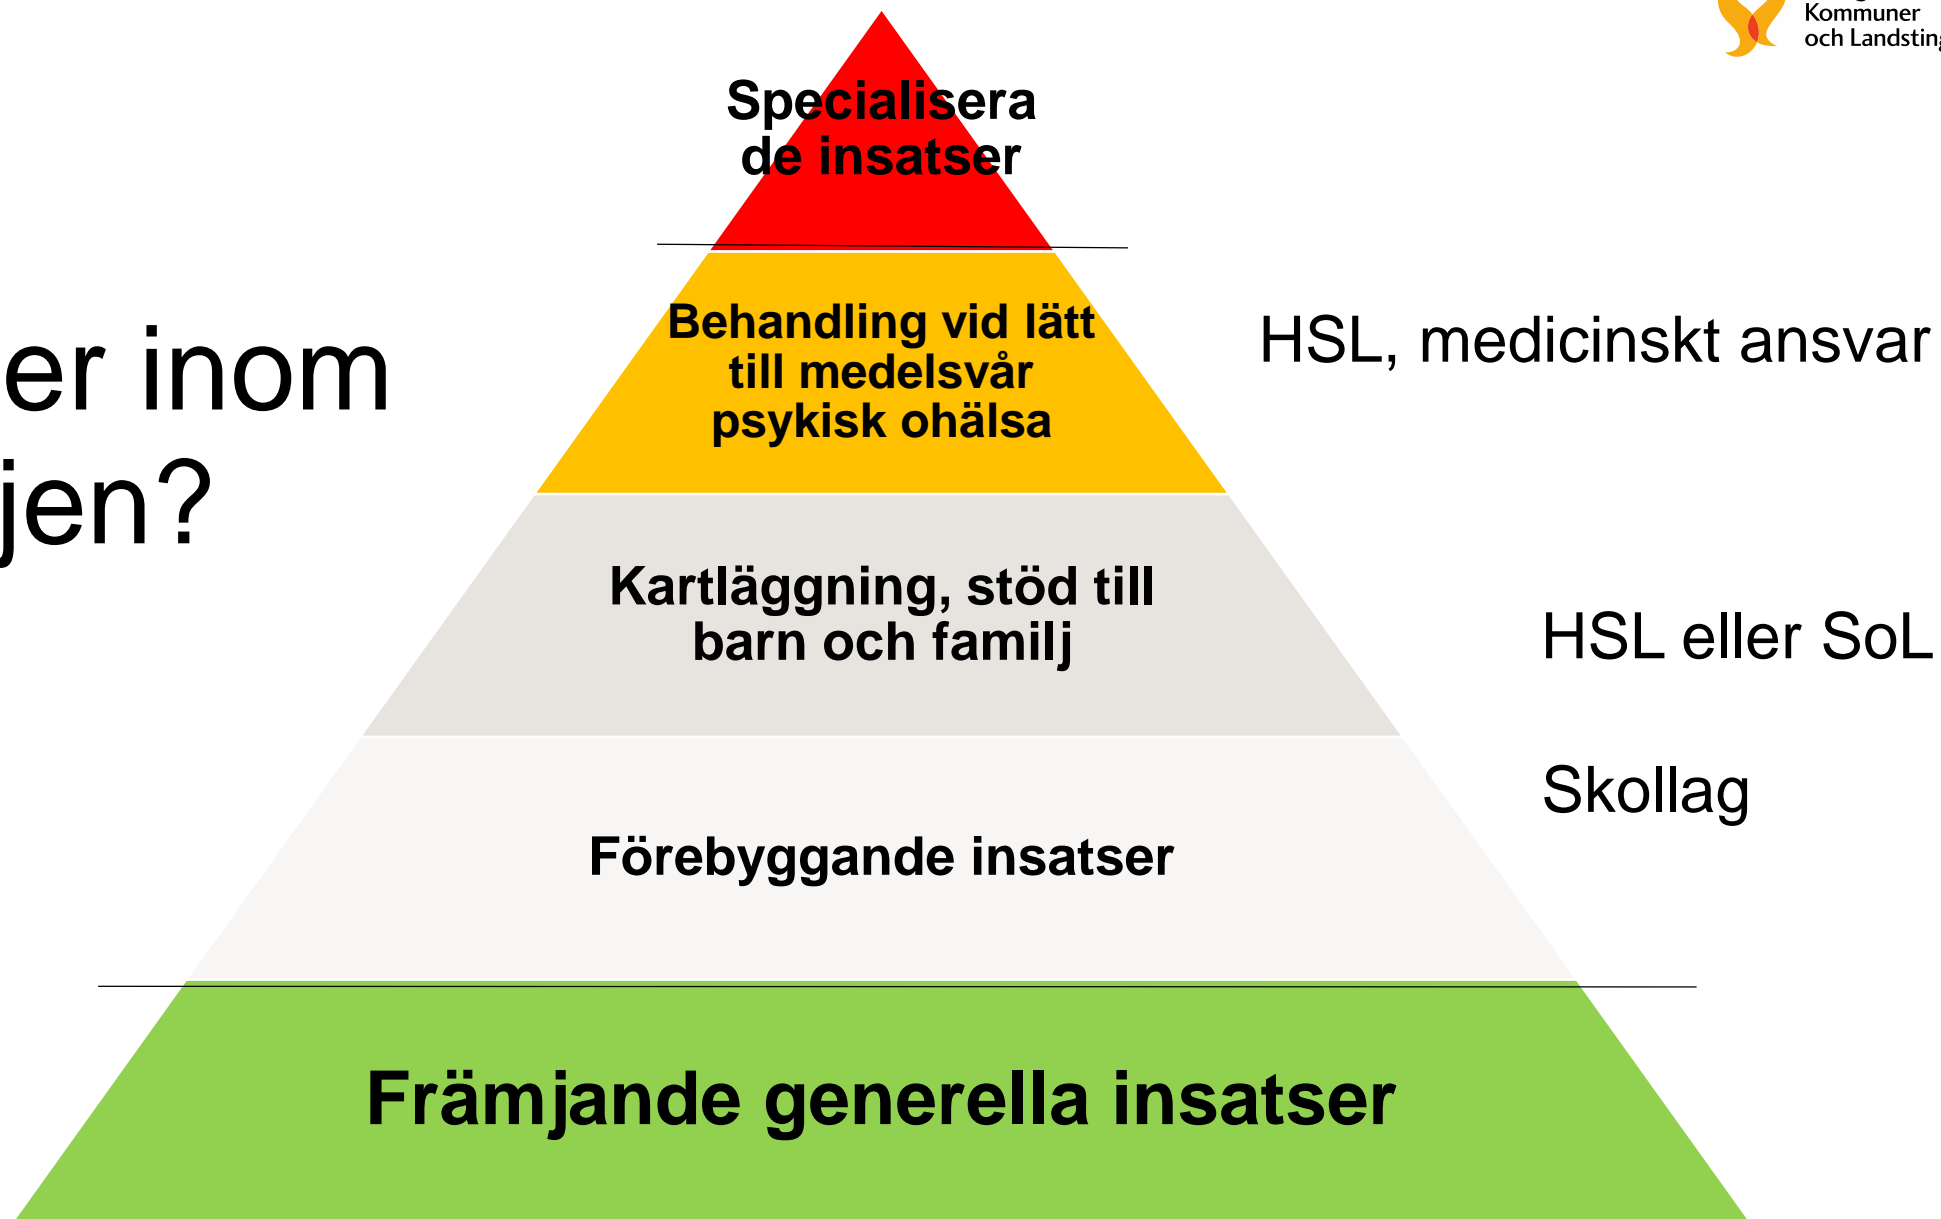 Kommuner
och Landsting
Specialisera
de insatser
er inom
jen?
Behandling vid lätt
till medelsvår
psykisk ohälsa
HSL, medicinskt ansvar
Kartläggning, stöd till
barn och familj
HSL eller SoL
Skollag
Förebyggande insatser
Främjande generella insatser